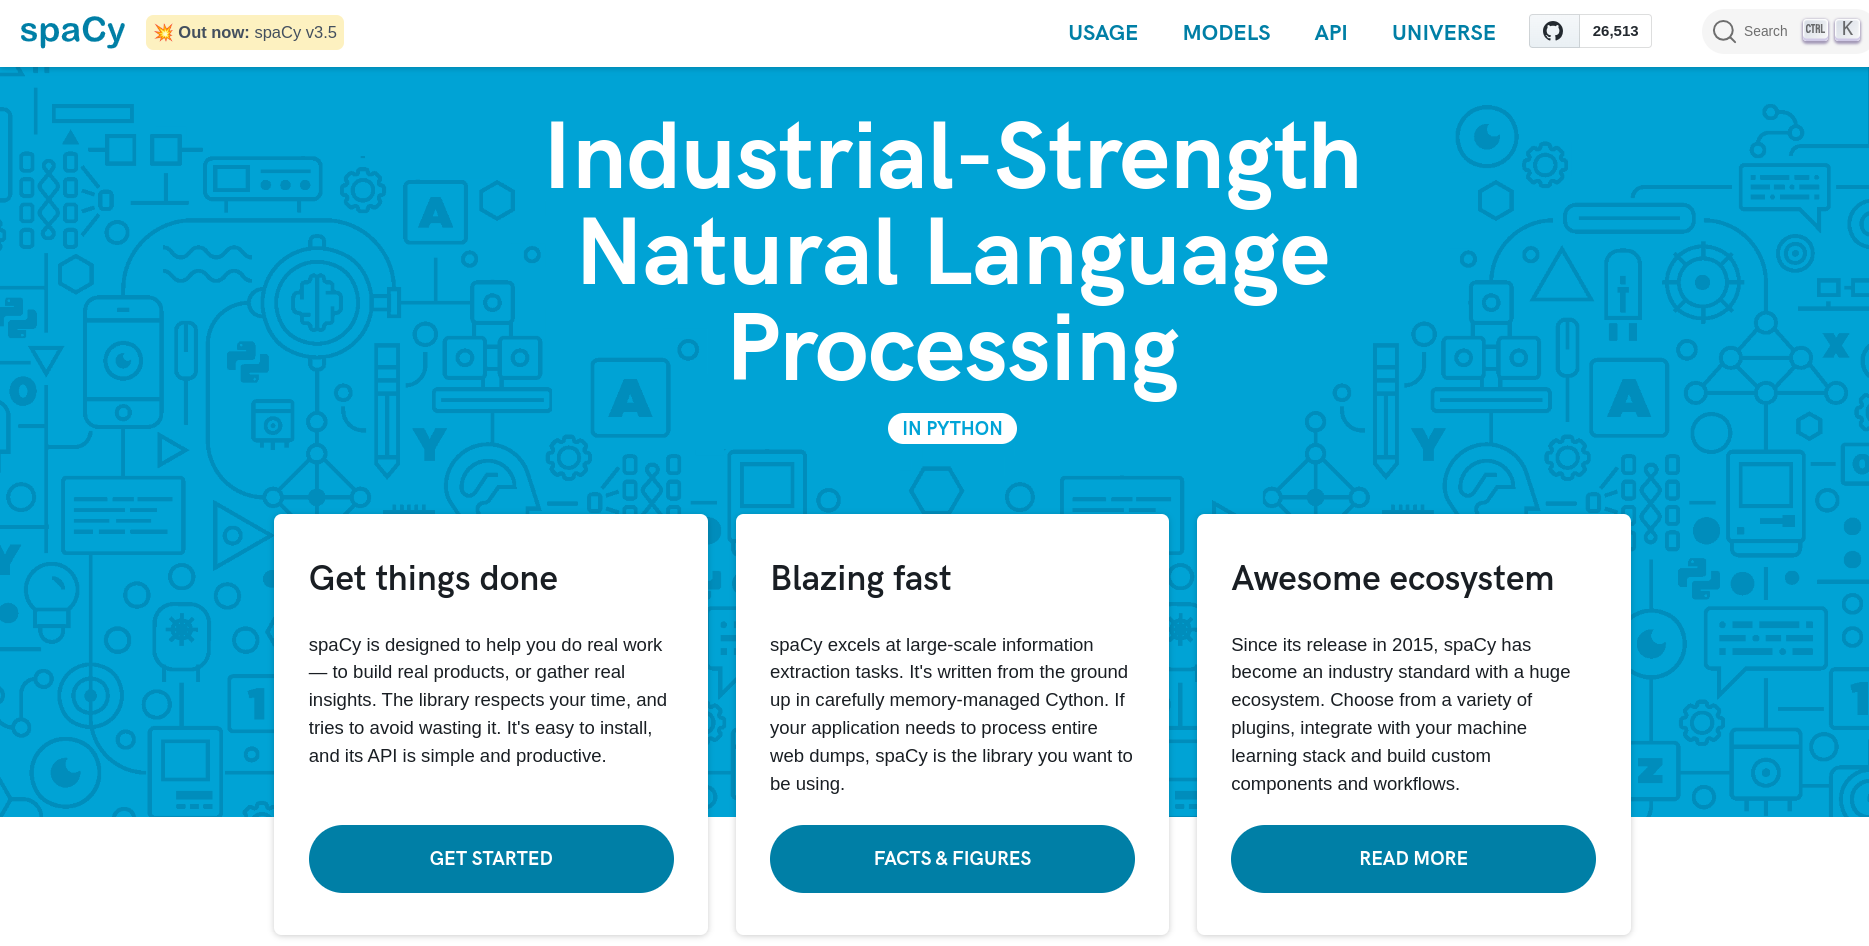 spaCy
💥 Out now: spaCy v3.5
USAGE
MODELS
API
UNIVERSE
26,513
Search
CTRL K
Industrial-Strength
Natural Language
Processing
IN PYTHON
Get things done
spaCy is designed to help you do real work
— to build real products, or gather real
insights. The library respects your time, and
tries to avoid wasting it. It's easy to install,
and its API is simple and productive.
GET STARTED
Blazing fast
spaCy excels at large-scale information
extraction tasks. It's written from the ground
up in carefully memory-managed Cython. If
your application needs to process entire
web dumps, spaCy is the library you want to
be using.
FACTS & FIGURES
Awesome ecosystem
Since its release in 2015, spaCy has
become an industry standard with a huge
ecosystem. Choose from a variety of
plugins, integrate with your machine
learning stack and build custom
components and workflows.
READ MORE
A
Y
A
O
Y
1
A
Y
X
O
1
Z